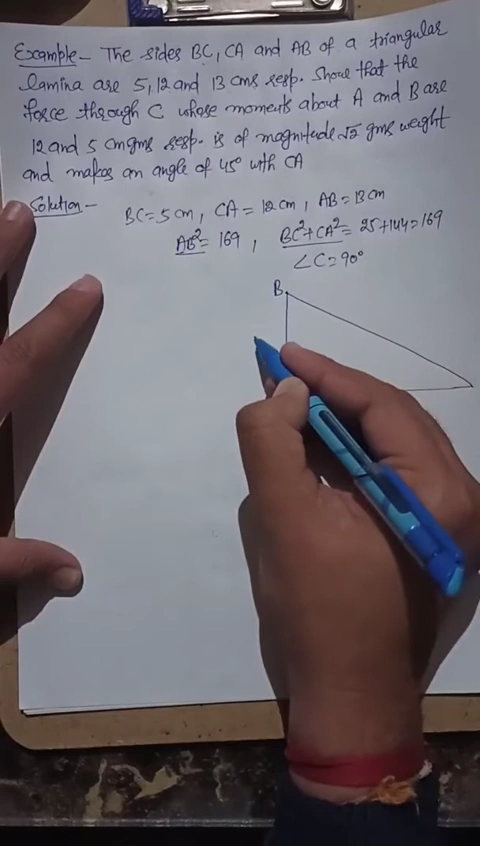 Example - The sides BC, CA and AB of a triangular
lamina are 5, 12 and 13 cms resp. Show that the
force through C whose moments about A and B are
12 and 5 cmgms resp. is of magnitude √2 gms weight
and makes an angle of 45° with CA
Solution -
BC = 5 cm, CA = 12 cm, AB = 13 cm
AB² = 169, BC² + CA² = 25 + 144 = 169
∠C = 90°
B